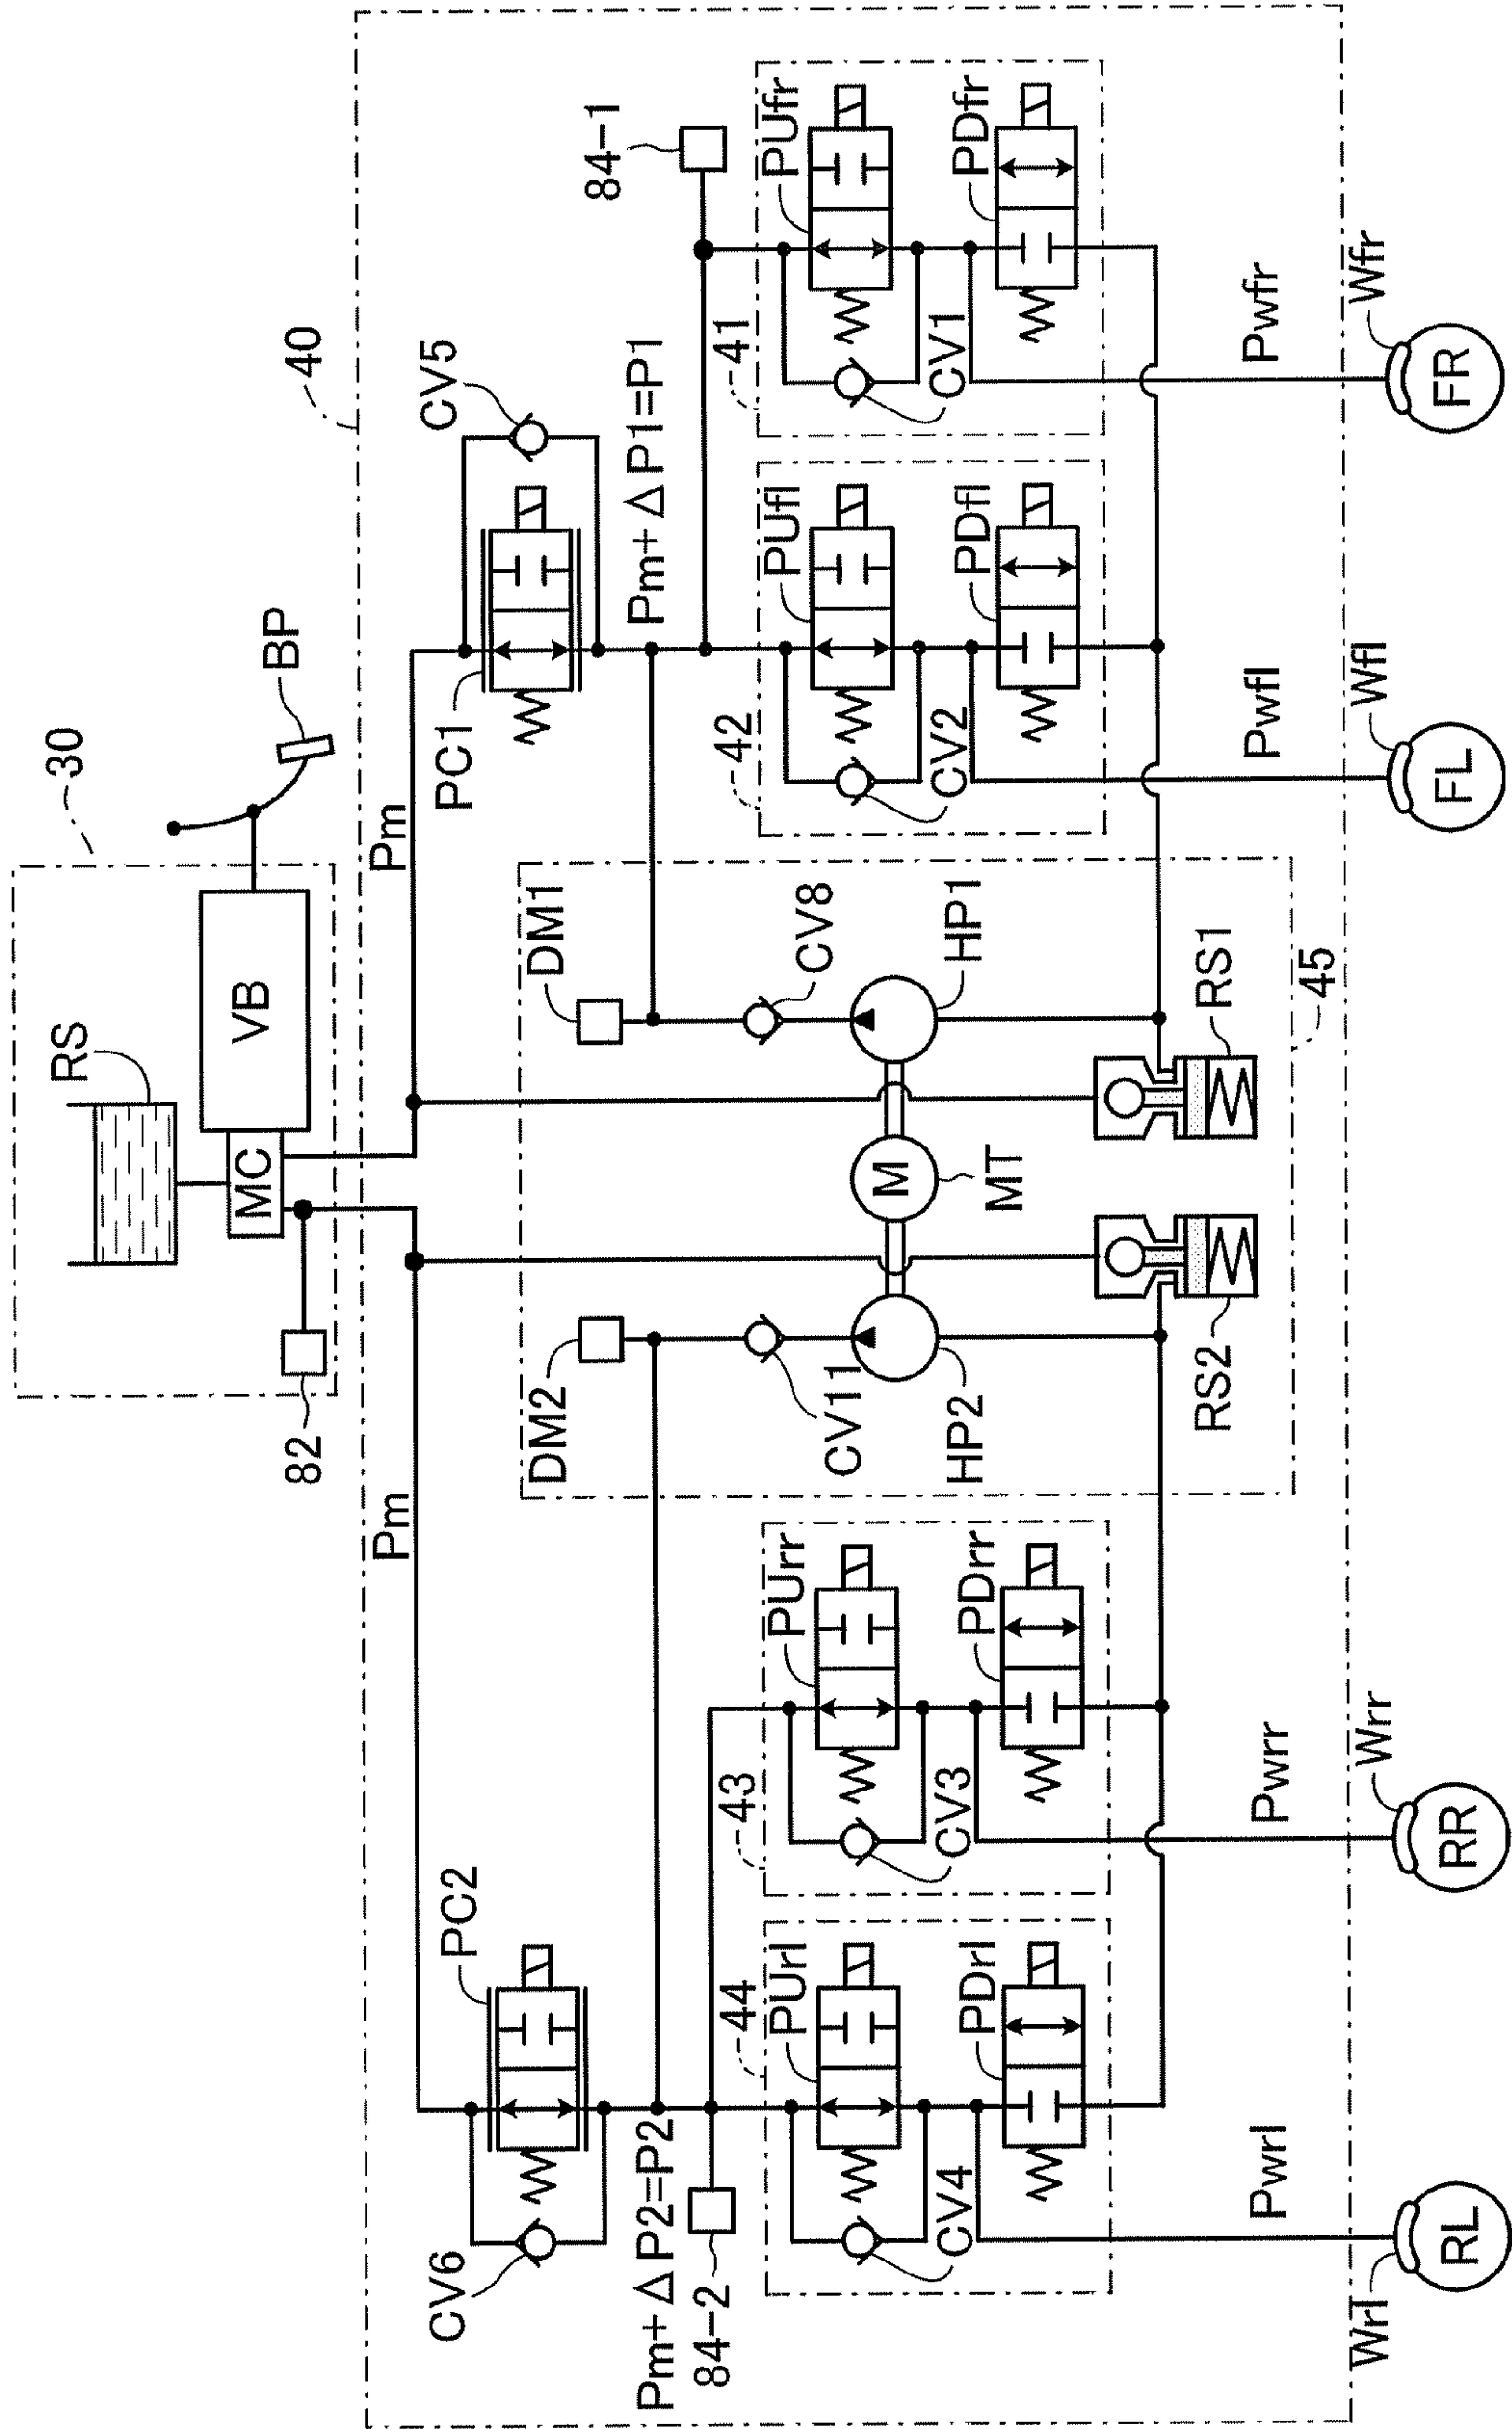 30
RS
VB
MC
BP
82
40
Pm
Pm
PC2
CV6
PC1
CV5
Pm+△P2=P2
Pm+△P1=P1
84-2
84-1
DM2
DM1
CV11
CV8
HP2
HP1
M
MT
RS2
RS1
45
44
PUrl
PDrl
CV4
43
PUrr
PDrr
CV3
42
PUfl
PDfl
CV2
41
PUfr
PDfr
CV1
Pwrl
Pwrr
Pwfl
Pwfr
Wrl
Wrr
Wfl
Wfr
RL
RR
FL
FR